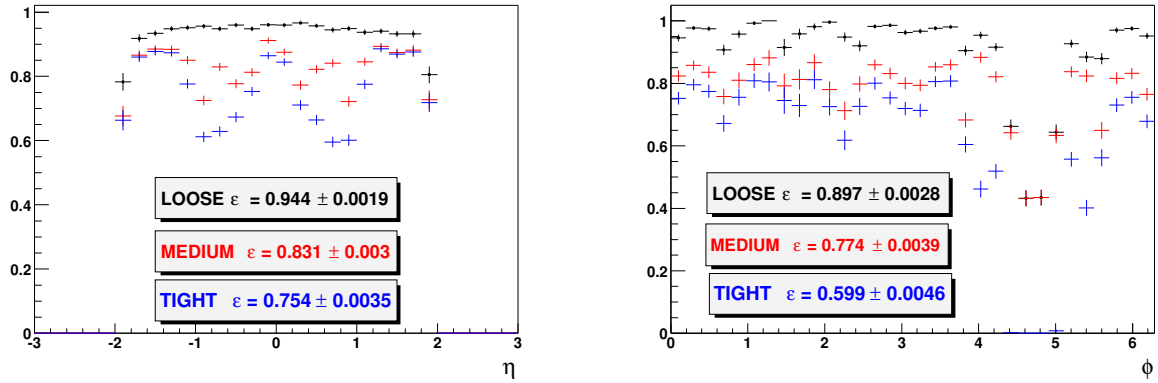 1
0.8
0.6
0.4
0.2
0
LOOSE ε = 0.944 ± 0.0019
MEDIUM ε = 0.831 ± 0.003
TIGHT ε = 0.754 ± 0.0035
-3 -2 -1 0 1 2 3
η
1
0.8
0.6
0.4
0.2
0
LOOSE ε = 0.897 ± 0.0028
MEDIUM ε = 0.774 ± 0.0039
TIGHT ε = 0.599 ± 0.0046
0 1 2 3 4 5 6
ϕ